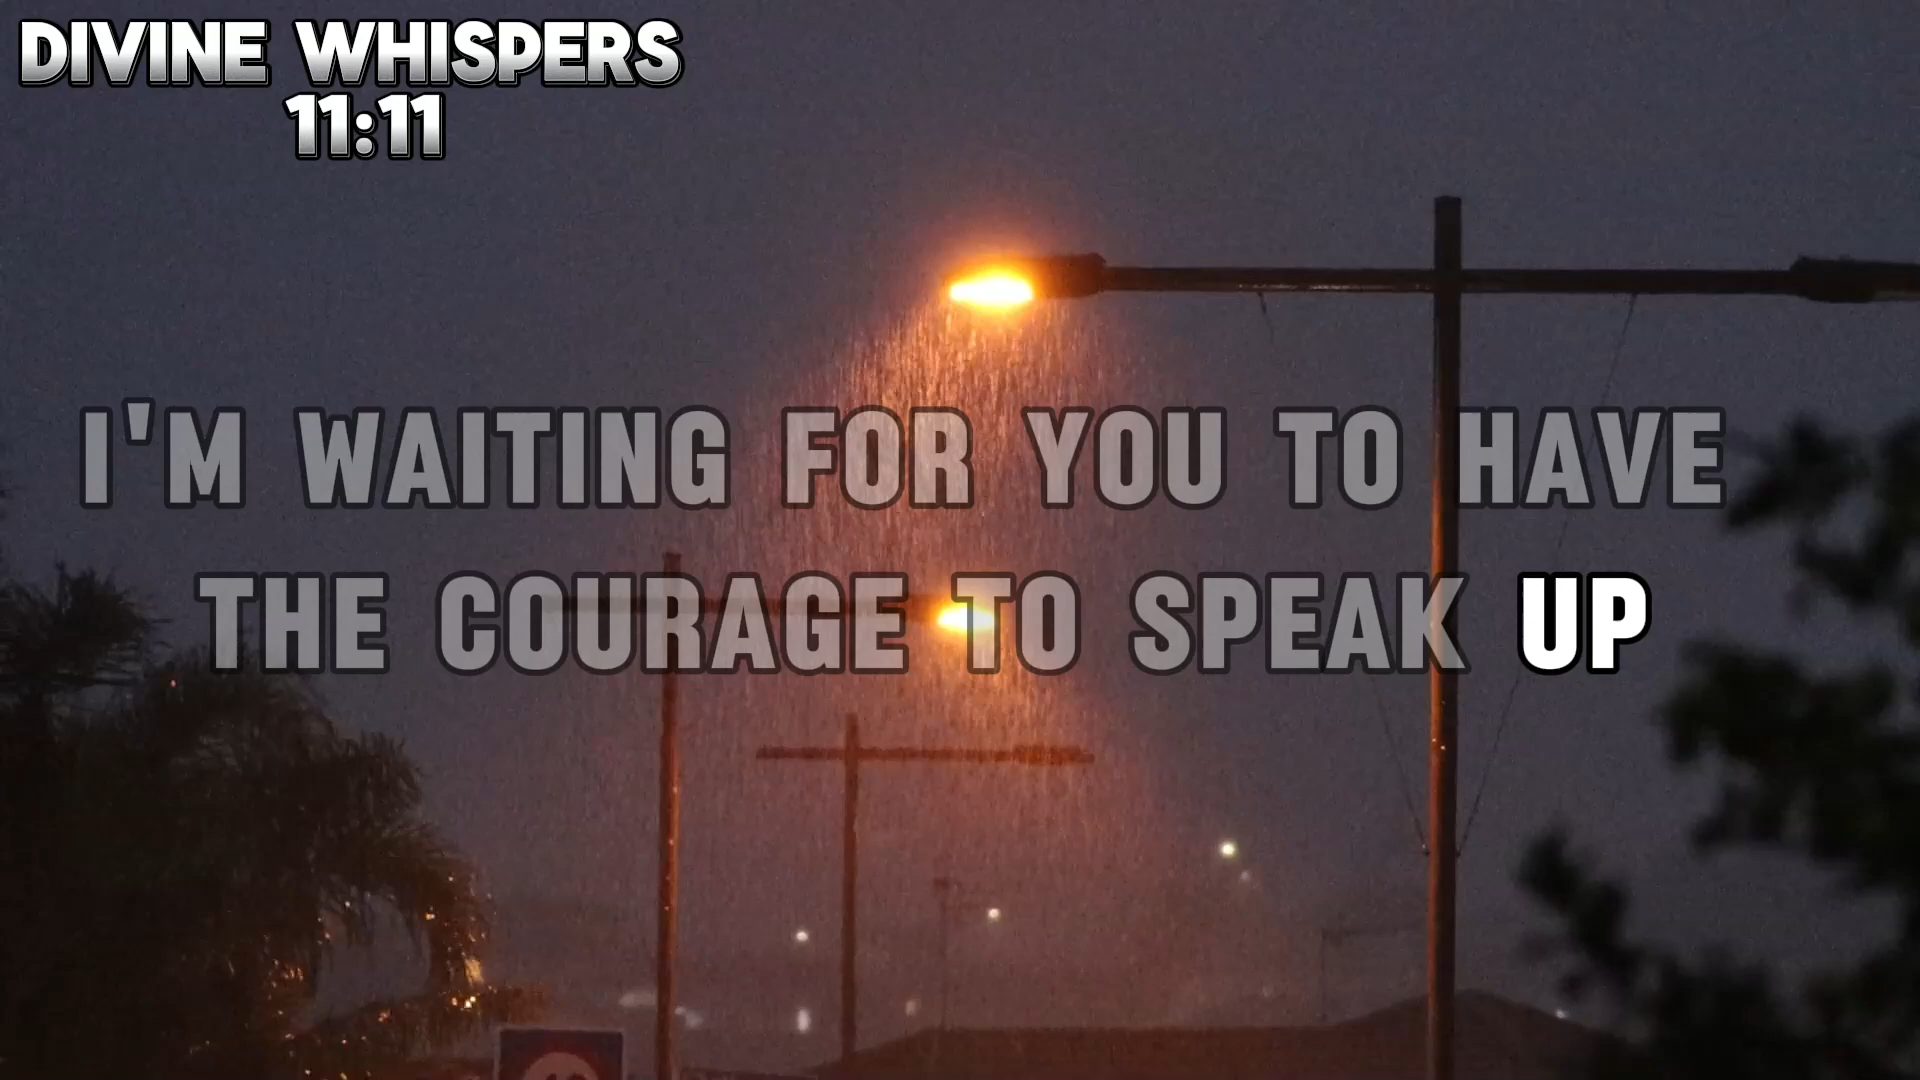 DIVINE WHISPERS
11:11
I'M WAITING FOR YOU TO HAVE
THE COURAGE TO SPEAK UP